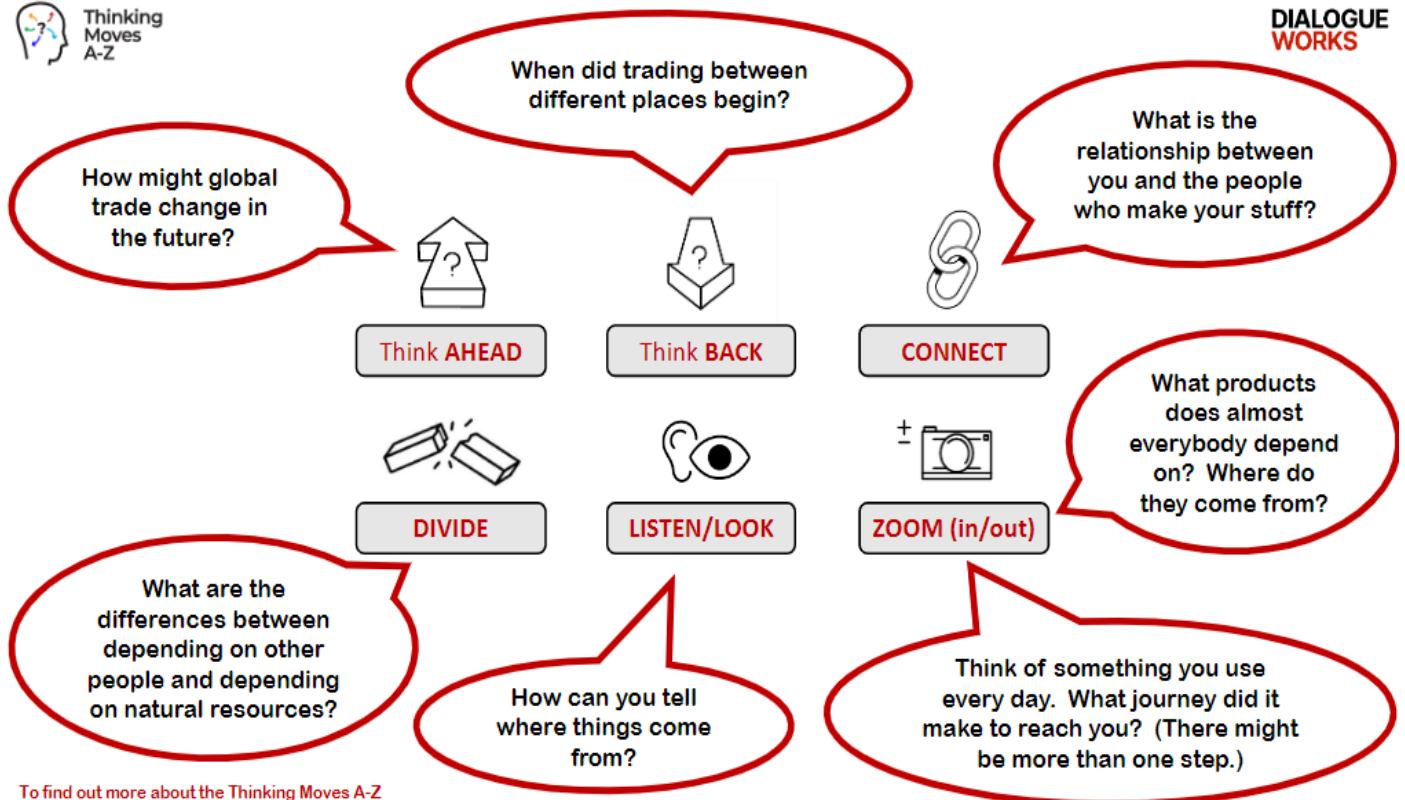 Thinking
Moves
A-Z
DIALOGUE
WORKS
When did trading between
different places begin?
How might global
trade change in
the future?
What is the
relationship between
you and the people
who make your stuff?
?
?
?
Think AHEAD
Think BACK
CONNECT
What products
does almost
everybody depend
on? Where do
they come from?
+
-
DIVIDE
LISTEN/LOOK
ZOOM (in/out)
What are the
differences between
depending on other
people and depending
on natural resources?
How can you tell
where things come
from?
Think of something you use
every day. What journey did it
make to reach you? (There might
be more than one step.)
To find out more about the Thinking Moves A-Z